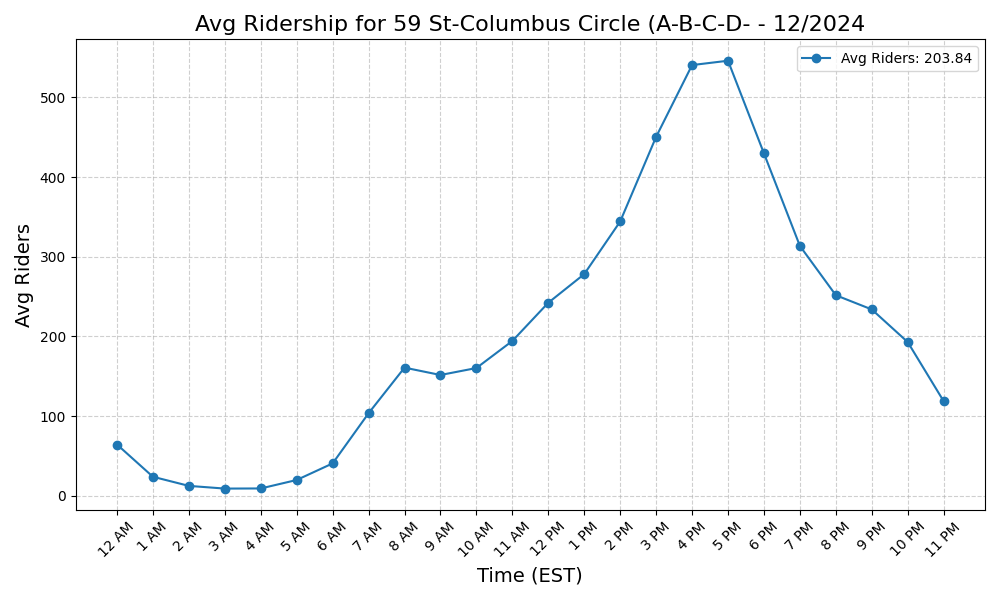 Avg Ridership for 59 St-Columbus Circle (A-B-C-D- - 12/2024
Avg Riders: 203.84
Avg Riders
500
400
300
200
100
0
12 AM
1 AM
2 AM
3 AM
4 AM
5 AM
6 AM
7 AM
8 AM
9 AM
10 AM
11 AM
12 PM
1 PM
2 PM
3 PM
4 PM
5 PM
6 PM
7 PM
8 PM
9 PM
10 PM
11 PM
Time (EST)